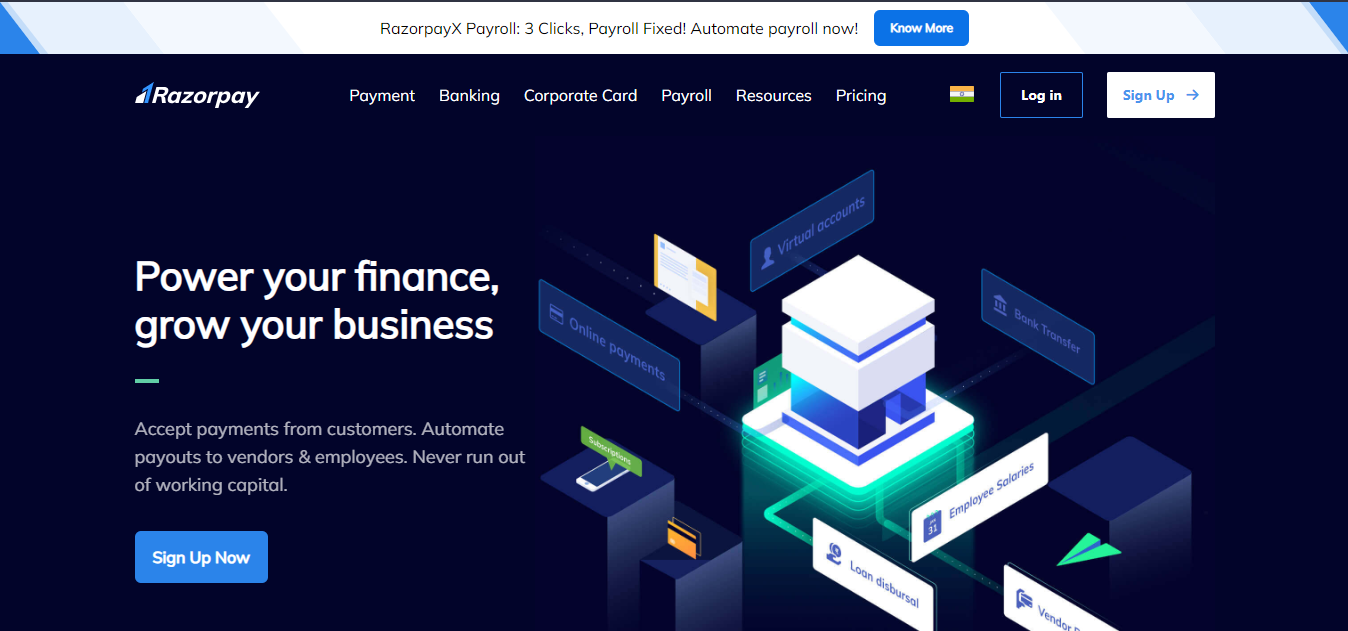 RazorpayX Payroll: 3 Clicks, Payroll Fixed! Automate payroll now!
Know More
Razorpay
Payment
Banking
Corporate Card
Payroll
Resources
Pricing
Log in
Sign Up
Virtual accounts
Online payments
Bank Transfer
Power your finance,
grow your business
Accept payments from customers. Automate
payouts to vendors & employees. Never run out
of working capital.
Sign Up Now
Subscriptions
31
Employee Salaries
Loan disbursal
Vendor